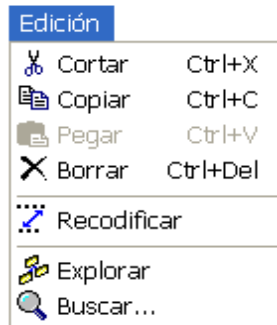 Edición
Cortar Ctrl+X
Copiar Ctrl+C
Pegar Ctrl+V
Borrar Ctrl+Del
Recodificar
Explorar
Buscar...